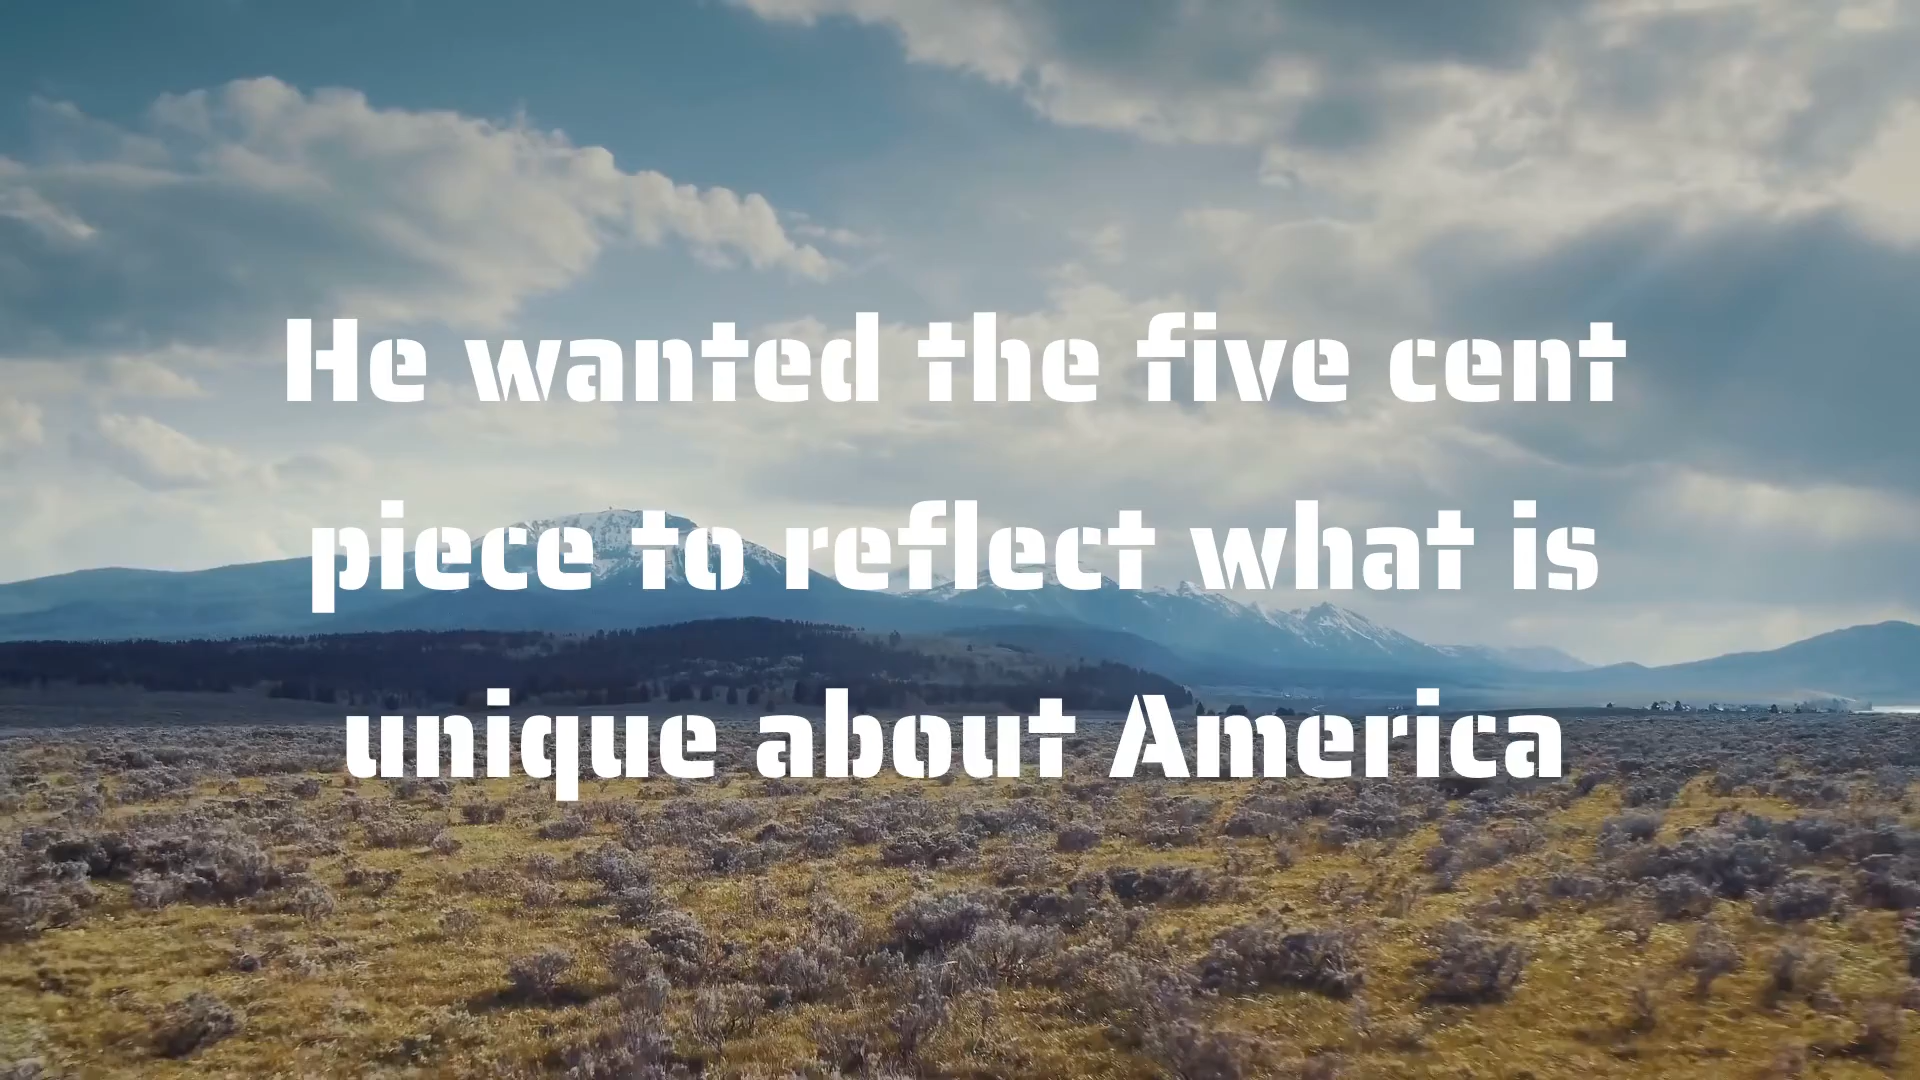 He wanted the five cent
piece to reflect what is
unique about America